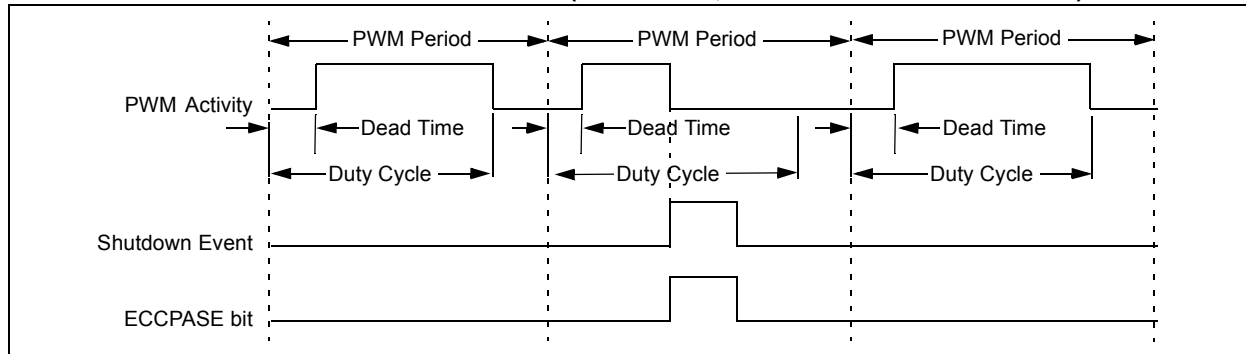 PWM Period PWM Period PWM Period
PWM Activity
Dead Time Dead Time Dead Time
Duty Cycle Duty Cycle Duty Cycle
Shutdown Event
ECCPASE bit